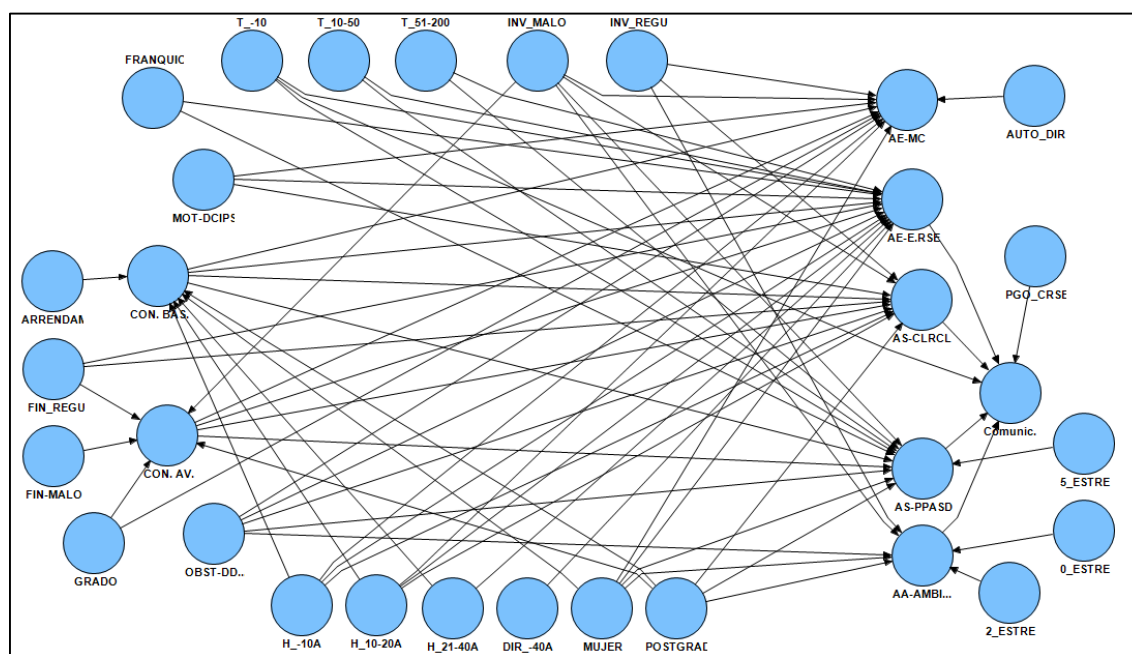 T_-10
T_10-50
T_51-200
INV_MALO
INV_REGU
FRANQUIC
AE-MC
AUTO_DIR
MOT-DCIPS
AE-E.RSE
ARRENDAM
CON. BAS.
AS-CLRCL
PGO_CRSE
FIN_REGU
Comunic.
FIN-MALO
CON. AV.
AS-PPASD
5_ESTRE
GRADO
OBST-DD..
AA-AMBI...
0_ESTRE
H_-10A
H_10-20A
H_21-40A
DIR_-40A
MUJER
POSTGRAD
2_ESTRE